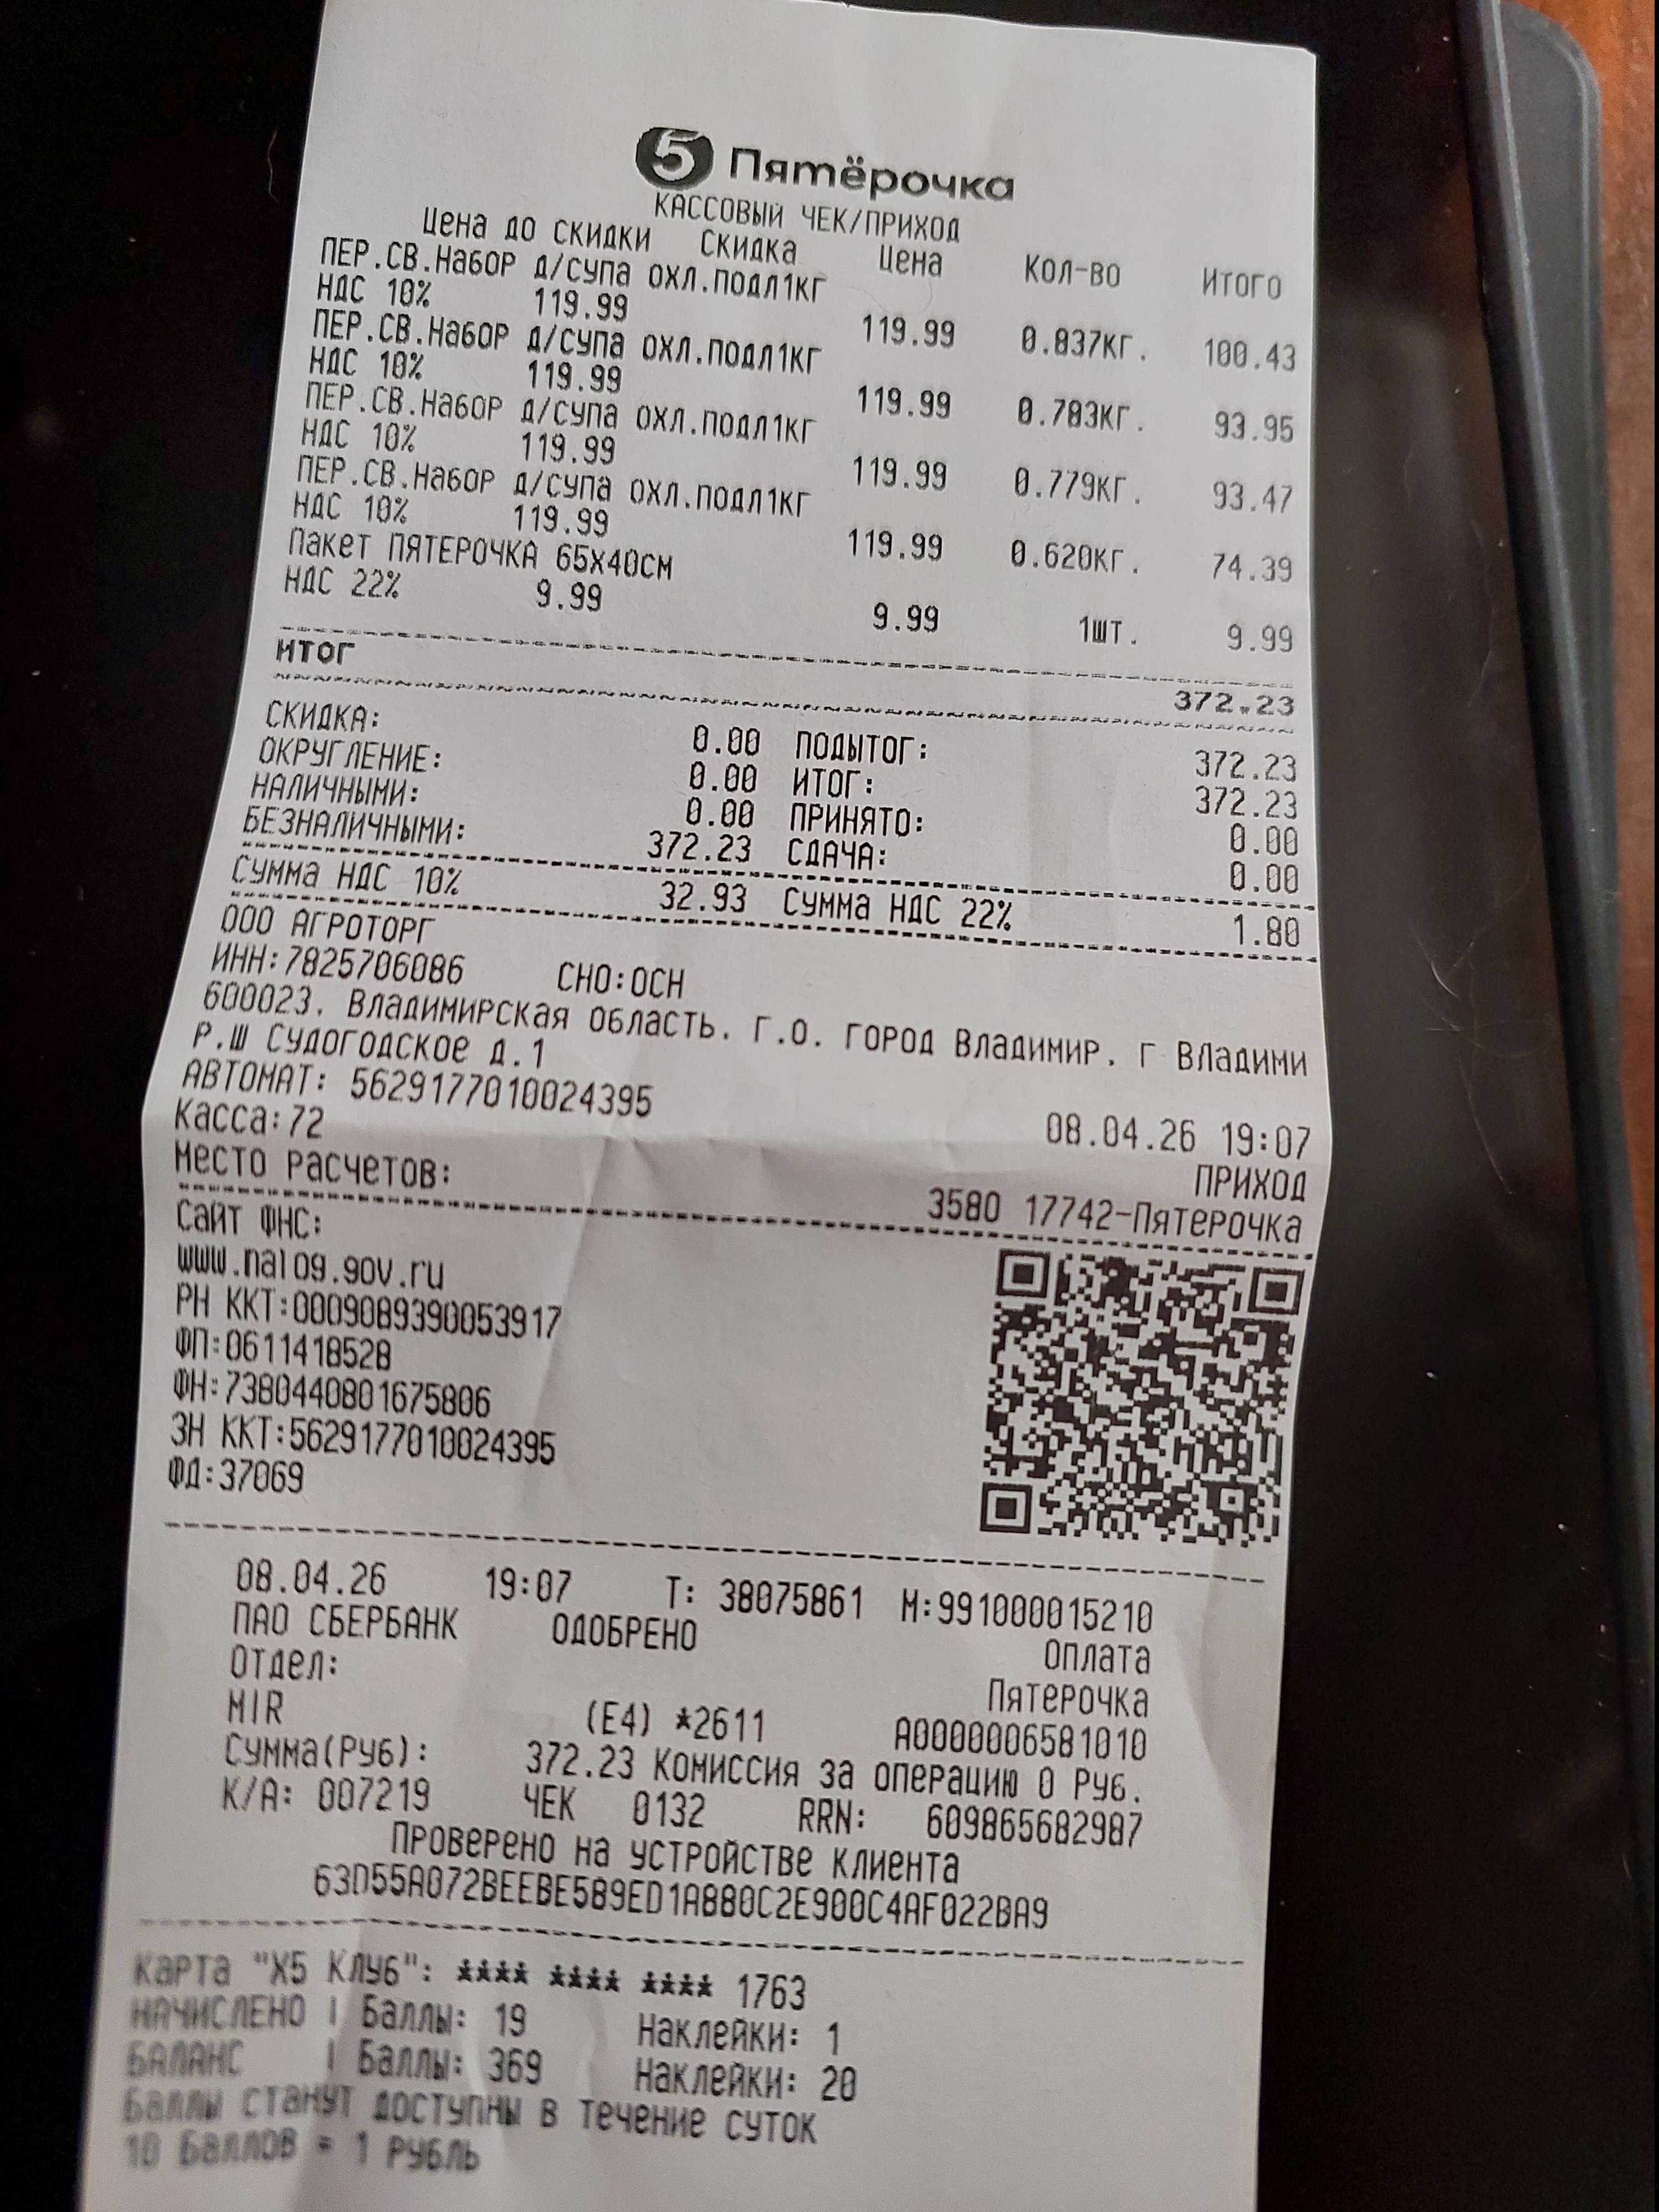 5 Пятёрочка
КАССОВЫЙ ЧЕК/ПРИХОД
Цена до скидки Скидка Цена Кол-во Итого
ПЕР.СВ.Набор д/супа охл.подл1кг
НДС 10% 119.99 119.99 0.837кг. 100.43
ПЕР.СВ.Набор д/супа охл.подл1кг
НДС 10% 119.99 119.99 0.783кг. 93.95
ПЕР.СВ.Набор д/супа охл.подл1кг
НДС 10% 119.99 119.99 0.779кг. 93.47
ПЕР.СВ.Набор д/супа охл.подл1кг
НДС 10% 119.99 119.99 0.620кг. 74.39
Пакет ПЯТЕРОЧКА 65х40см
НДС 22% 9.99 9.99 1шт. 9.99
ИТОГ 372.23
СКИДКА: 0.00 ПОДЫТОГ: 372.23
ОКРУГЛЕНИЕ: 0.00 ИТОГ: 372.23
НАЛИЧНЫМИ: 0.00 ПРИНЯТО: 0.00
БЕЗНАЛИЧНЫМИ: 372.23 СДАЧА: 0.00
Сумма НДС 10% 32.93 Сумма НДС 22% 1.80
ООО АГРОТОРГ
ИНН:7825706086 СНО:ОСН
600023, Владимирская область, Г.О. город Владимир, г Владими
р,ш Судогодское д.1
АВТОМАТ: 5629177010024395 08.04.26 19:07
Касса:72 ПРИХОД
Место расчетов: 3580 17742-Пятерочка
Сайт ФНС:
www.nalog.gov.ru
РН ККТ:0009089390053917
ФП:0611418528
ФН:7380440801675806
ЗН ККТ:5629177010024395
ФД:37069
08.04.26 19:07 Т: 38075861 М:991000015210
ПАО СБЕРБАНК ОДОБРЕНО Оплата
Отдел: Пятерочка
MIR (E4) *2611 A0000006581010
Сумма(Руб): 372.23 Комиссия за операцию 0 Руб.
К/А: 007219 ЧЕК 0132 RRN: 609865682987
Проверено на устройстве клиента
63D55A072BEEBE5B9ED1A880C2E900C4AF022BA9
Карта "X5 Клуб": **** **** **** 1763
НАЧИСЛЕНО | Баллы: 19 Наклейки: 1
БАЛАНС | Баллы: 369 Наклейки: 20
Баллы станут доступны в течение суток
10 Баллов = 1 Рубль